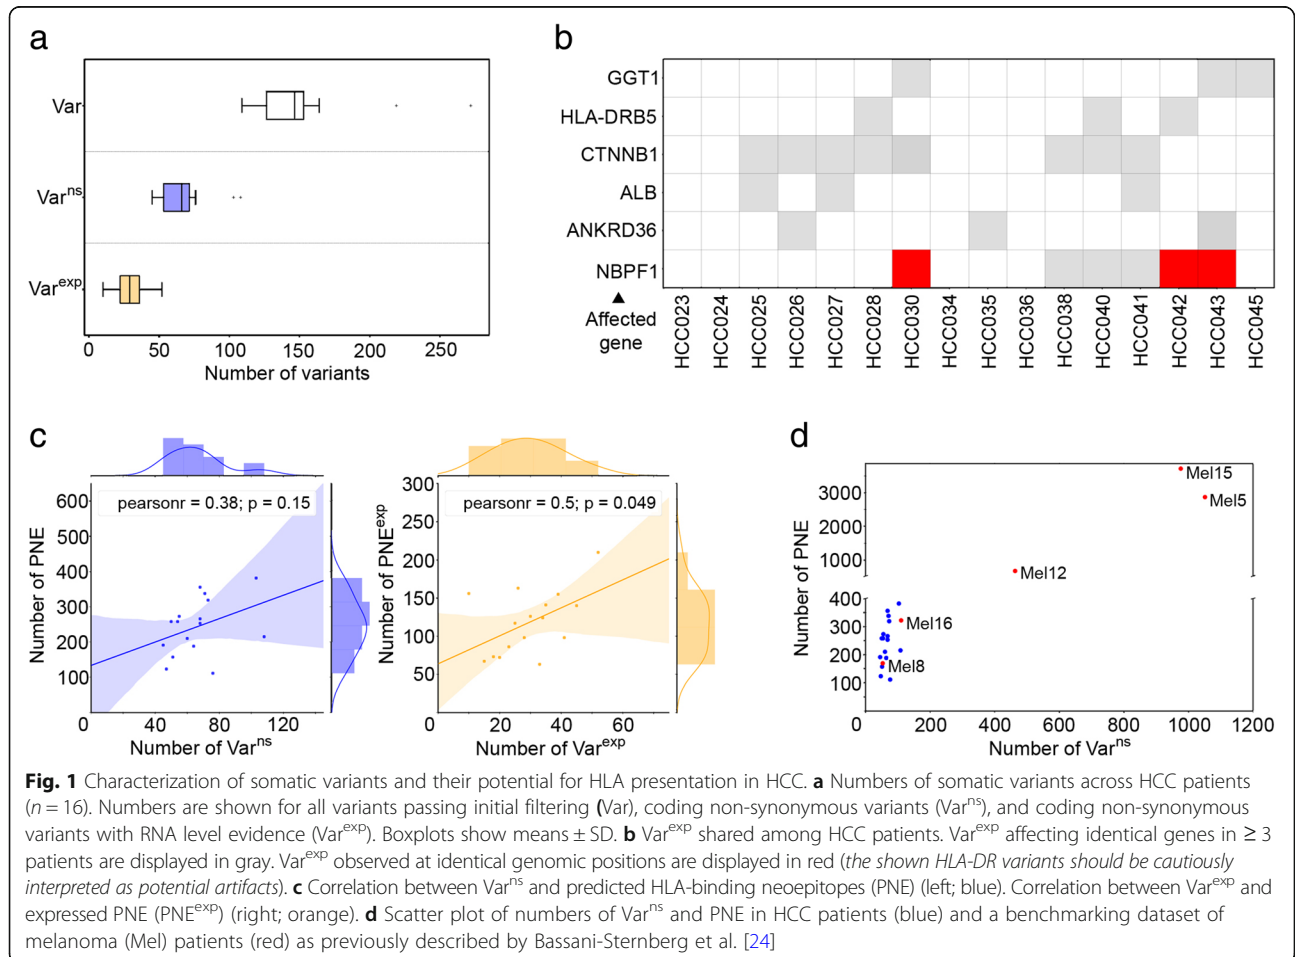 a
Var
Var^ns
Var^exp
0 50 100 150 200 250
Number of variants
b
GGT1
HLA-DRB5
CTNNB1
ALB
ANKRD36
NBPF1
▲
Affected
gene
HCC023
HCC024
HCC025
HCC026
HCC027
HCC028
HCC030
HCC034
HCC035
HCC036
HCC038
HCC040
HCC041
HCC042
HCC043
HCC045
c
pearsonr = 0.38; p = 0.15
Number of PNE
600
500
400
300
200
100
0 40 80 120
Number of Var^ns
pearsonr = 0.5; p = 0.049
Number of PNE^exp
300
250
200
150
100
50
0 20 40 60
Number of Var^exp
d
Number of PNE
3000
2000
1000
400
300
200
100
Mel15
Mel5
Mel12
Mel16
Mel8
0 200 400 600 800 1000 1200
Number of Var^ns
Fig. 1 Characterization of somatic variants and their potential for HLA presentation in HCC. a Numbers of somatic variants across HCC patients
(n = 16). Numbers are shown for all variants passing initial filtering (Var), coding non-synonymous variants (Var^ns), and coding non-synonymous
variants with RNA level evidence (Var^exp). Boxplots show means ± SD. b Var^exp shared among HCC patients. Var^exp affecting identical genes in ≥ 3
patients are displayed in gray. Var^exp observed at identical genomic positions are displayed in red (the shown HLA-DR variants should be cautiously
interpreted as potential artifacts). c Correlation between Var^ns and predicted HLA-binding neoepitopes (PNE) (left; blue). Correlation between Var^exp and
expressed PNE (PNE^exp) (right; orange). d Scatter plot of numbers of Var^ns and PNE in HCC patients (blue) and a benchmarking dataset of
melanoma (Mel) patients (red) as previously described by Bassani-Sternberg et al. [24]